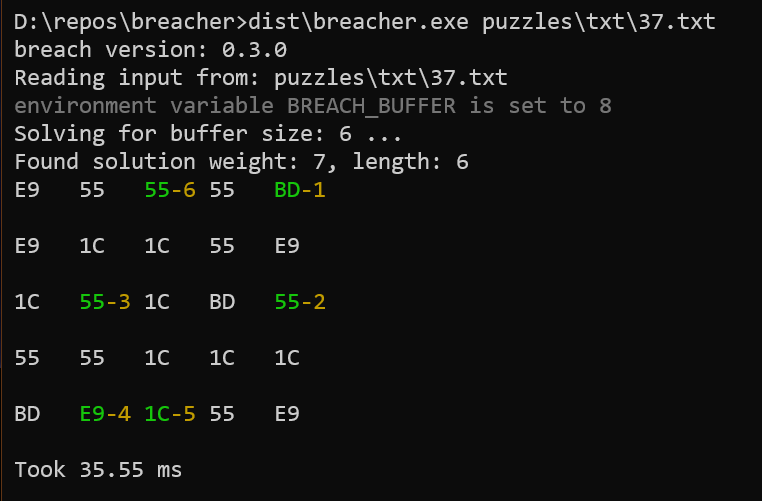 D:\repos\breacher>dist\breacher.exe puzzles\txt\37.txt
breach version: 0.3.0
Reading input from: puzzles\txt\37.txt
environment variable BREACH_BUFFER is set to 8
Solving for buffer size: 6 ...
Found solution weight: 7, length: 6
E9   55   55-6 55   BD-1
E9   1C   1C   55   E9
1C   55-3 1C   BD   55-2
55   55   1C   1C   1C
BD   E9-4 1C-5 55   E9
Took 35.55 ms